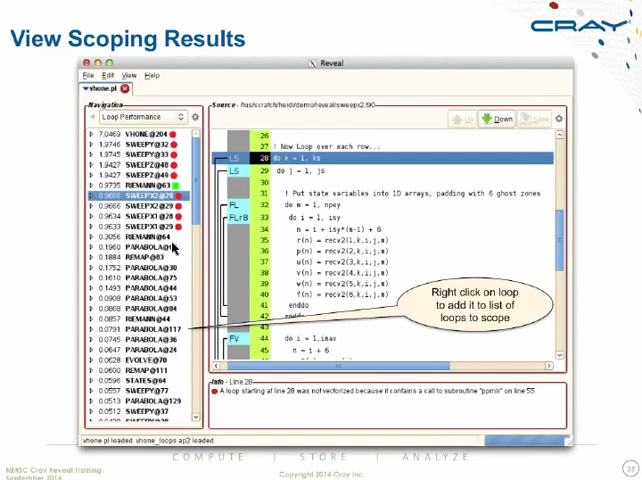 CRAY
View Scoping Results
Reveal
File Edit View Help
vhone.pl
Navigation
Loop Performance
7.0469 VHONE@204
1.9746 SWEEPY@32
1.9745 SWEEPY@33
1.9425 SWEEPZ@48
1.9427 SWEEPZ@49
0.9735 RIEMANN@63
0.9666 SWEEPX2@28
0.9666 SWEEPX2@29
0.9634 SWEEPX1@28
0.9633 SWEEPX1@29
0.3056 RIEMANN@64
0.1960 PARABOLA@
0.1884 REMAP@83
0.1752 PARABOLA@30
0.1610 PARABOLA@75
0.1493 PARABOLA@44
0.0908 PARABOLA@53
0.0868 PARABOLA@84
0.0857 RIEMANN@44
0.0791 PARABOLA@117
0.0745 PARABOLA@36
0.0647 PARABOLA@24
0.0628 EVOLVE@70
0.0600 REMAP@111
0.0596 STATES@64
0.0577 SWEEPY@77
0.0513 PARABOLA@129
0.0512 SWEEPY@37
Source - /lus/scratch/heidi/demo/reveal/sweepx2.f90
Up Down Save
26
27 ! Now Loop over each row...
LS 28 do k = 1, ks
LS 29 do j = 1, js
30
31 ! Put state variables into 1D arrays, padding with 6 ghost zones
FL 32 do m = 1, npey
FLrB 33 do i = 1, isy
34 n = i + isy*(m-1) + 6
35 r(n) = recv2(1,k,i,j,m)
36 p(n) = recv2(2,k,i,j,m)
37 u(n) = recv2(3,k,i,j,m)
38 v(n) = recv2(4,k,i,j,m)
39 w(n) = recv2(5,k,i,j,m)
40 f(n) = recv2(6,k,i,j,m)
41 enddo
42 enddo
43
FV 44 do i = 1,imax
45 n = i + 6
Right click on loop
to add it to list of
loops to scope
Info - Line 28
A loop starting at line 28 was not vectorized because it contains a call to subroutine "ppmlr" on line 55.
vhone.pl loaded. vhone_loops.ap2 loaded.
COMPUTE | STORE | ANALYZE
NERSC Cray Reveal Training
September 2014
Copyright 2014 Cray Inc.
25